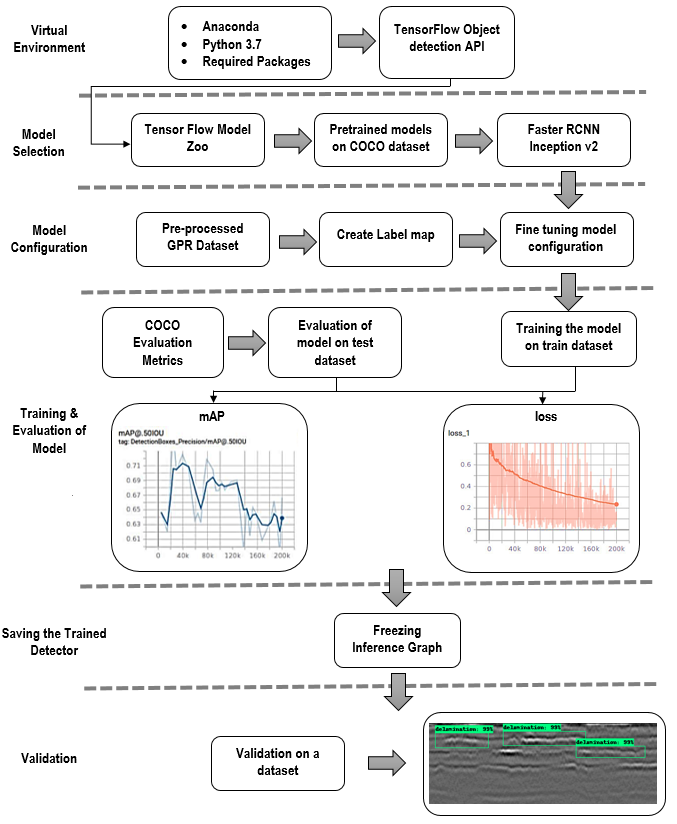 Virtual
Environment
• Anaconda
• Python 3.7
• Required Packages
TensorFlow Object
detection API
Model
Selection
Tensor Flow Model
Zoo
Pretrained models
on COCO dataset
Faster RCNN
Inception v2
Model
Configuration
Pre-processed
GPR Dataset
Create Label map
Fine tuning model
configuration
COCO
Evaluation
Metrics
Evaluation of
model on test
dataset
Training the model
on train dataset
Training &
Evaluation of
Model
mAP
mAP@.50IOU
tag: DetectionBoxes_Precision/mAP@.50IOU
0.71
0.69
0.67
0.65
0.63
0.61
0 40k 80k 120k 160k 200k
loss
loss_1
0.6
0.4
0.2
0
0 40k 80k 120k 160k 200k
Saving the Trained
Detector
Freezing
Inference Graph
Validation
Validation on a
dataset
delamination: 99%
delamination: 99%
delamination: 99%